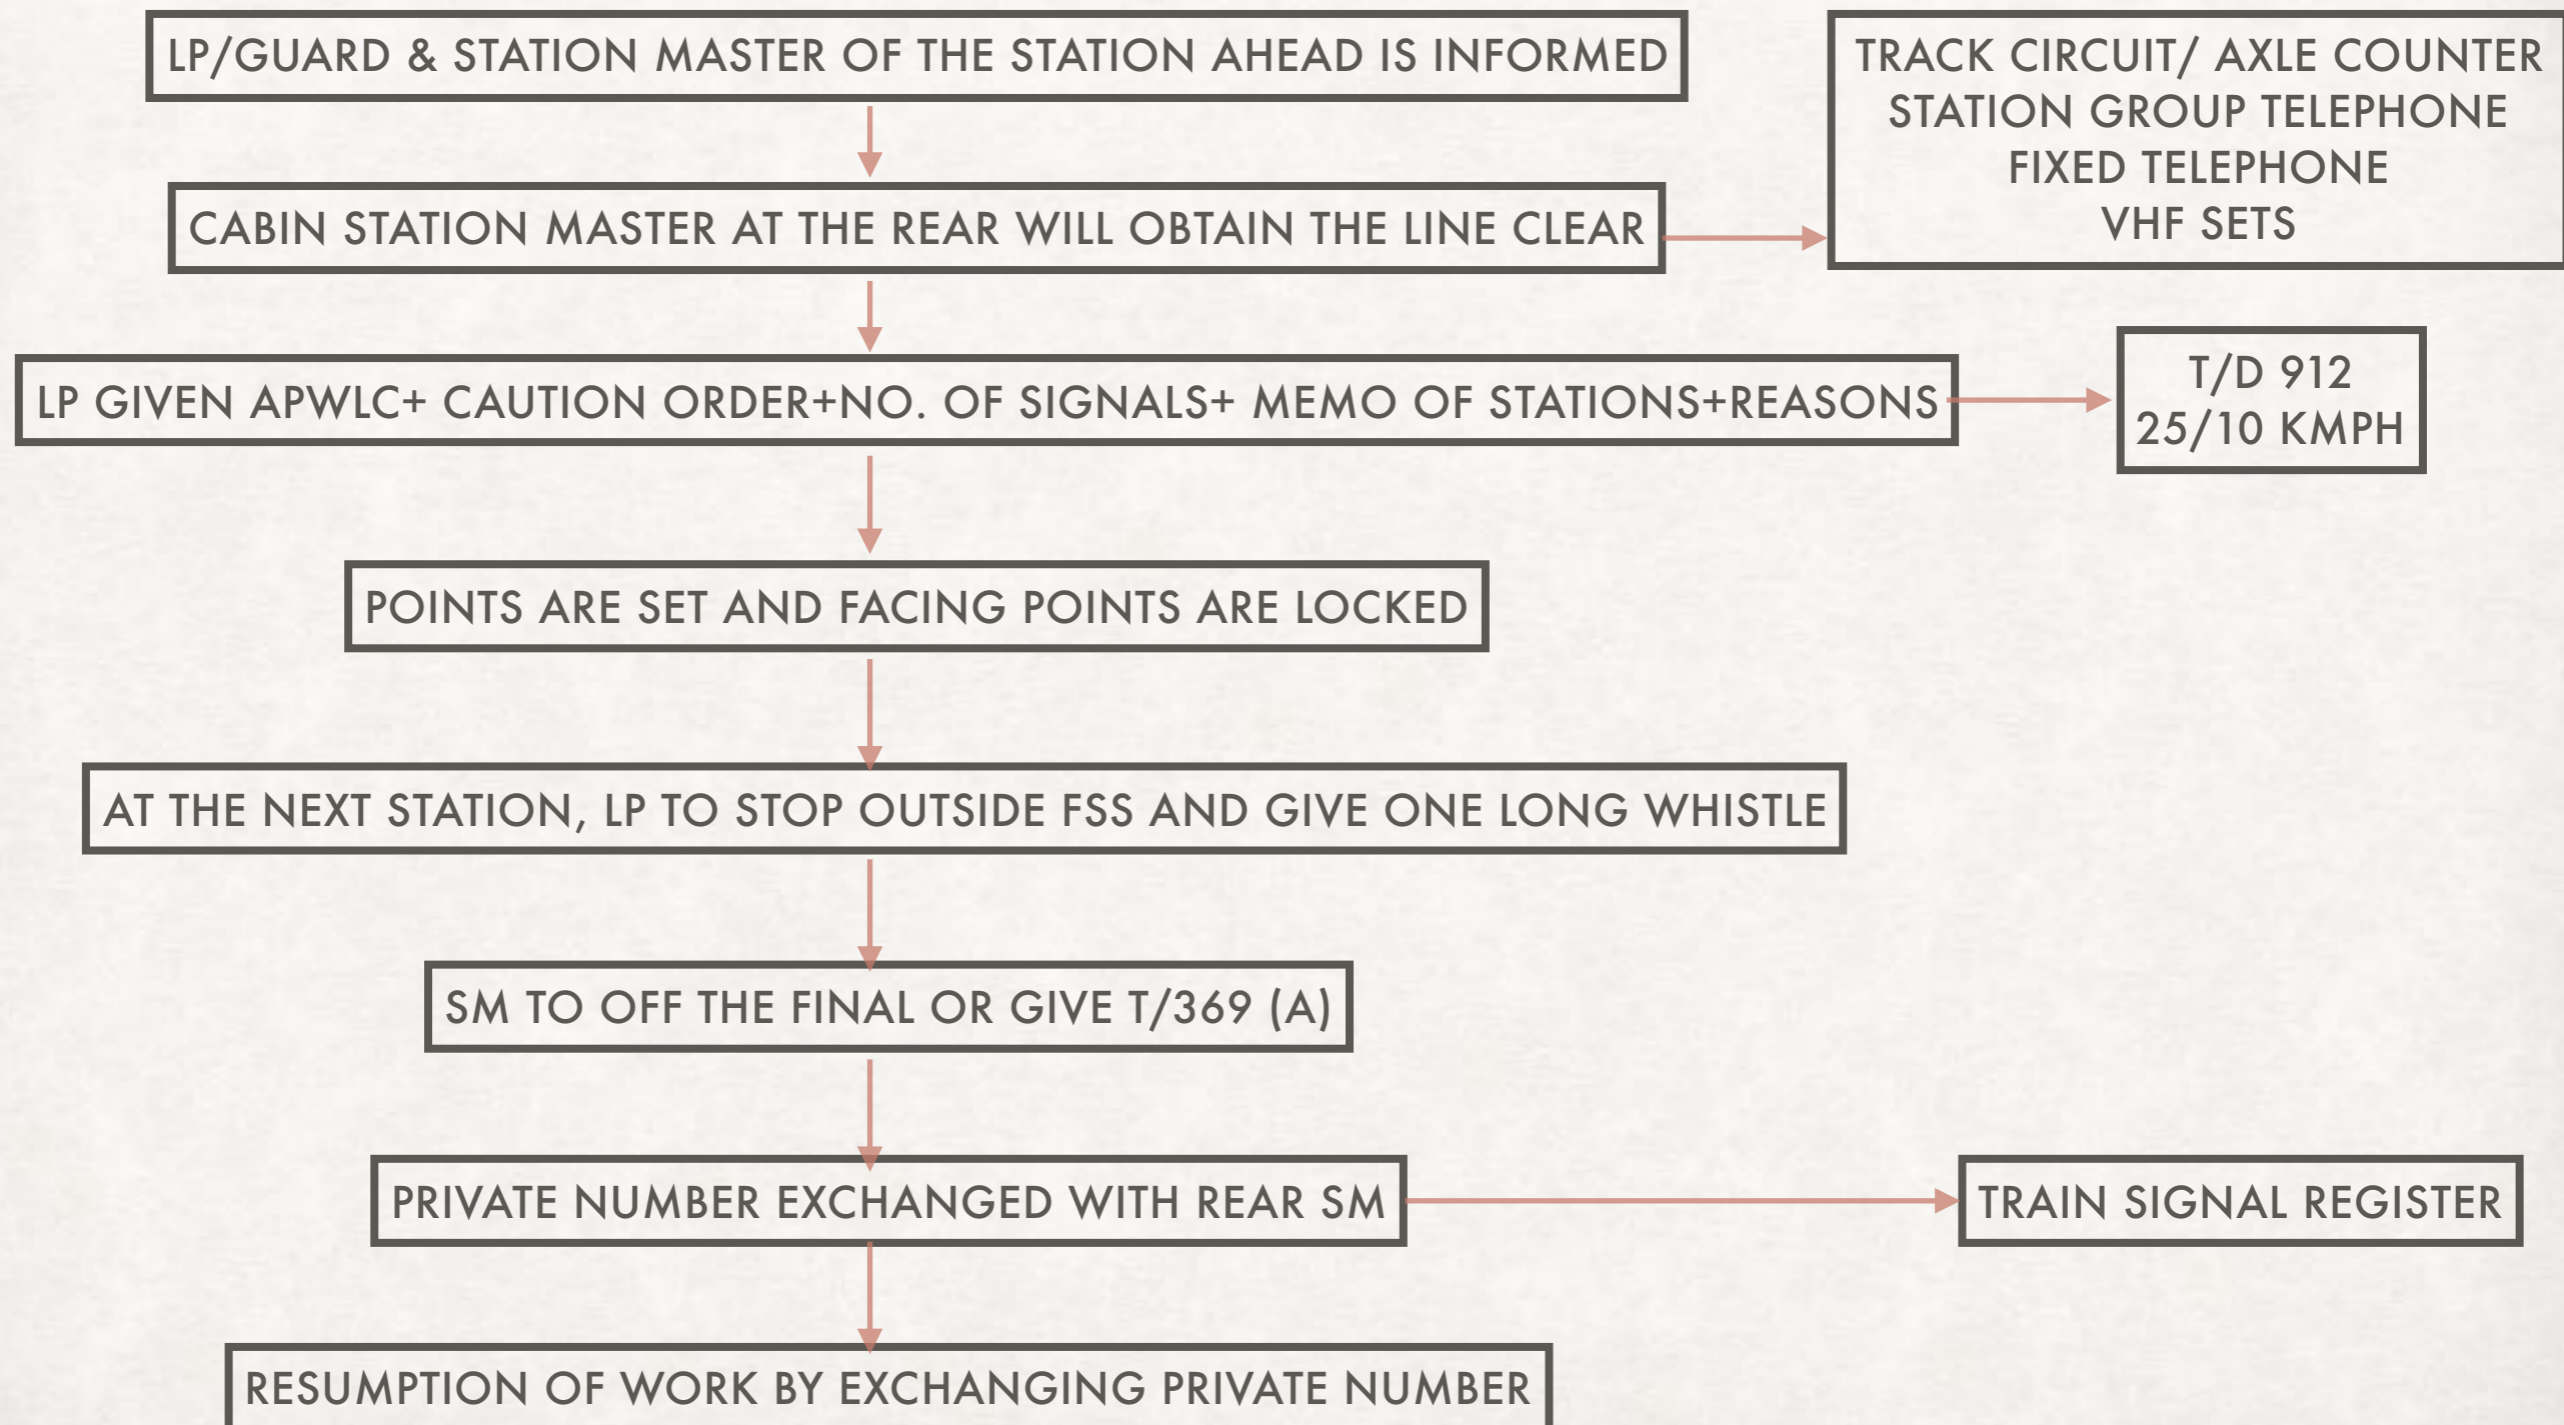 LP/GUARD & STATION MASTER OF THE STATION AHEAD IS INFORMED
TRACK CIRCUIT/ AXLE COUNTER
STATION GROUP TELEPHONE
FIXED TELEPHONE
VHF SETS
CABIN STATION MASTER AT THE REAR WILL OBTAIN THE LINE CLEAR
LP GIVEN APWLC+ CAUTION ORDER+NO. OF SIGNALS+ MEMO OF STATIONS+REASONS
T/D 912
25/10 KMPH
POINTS ARE SET AND FACING POINTS ARE LOCKED
AT THE NEXT STATION, LP TO STOP OUTSIDE FSS AND GIVE ONE LONG WHISTLE
SM TO OFF THE FINAL OR GIVE T/369 (A)
PRIVATE NUMBER EXCHANGED WITH REAR SM
TRAIN SIGNAL REGISTER
RESUMPTION OF WORK BY EXCHANGING PRIVATE NUMBER